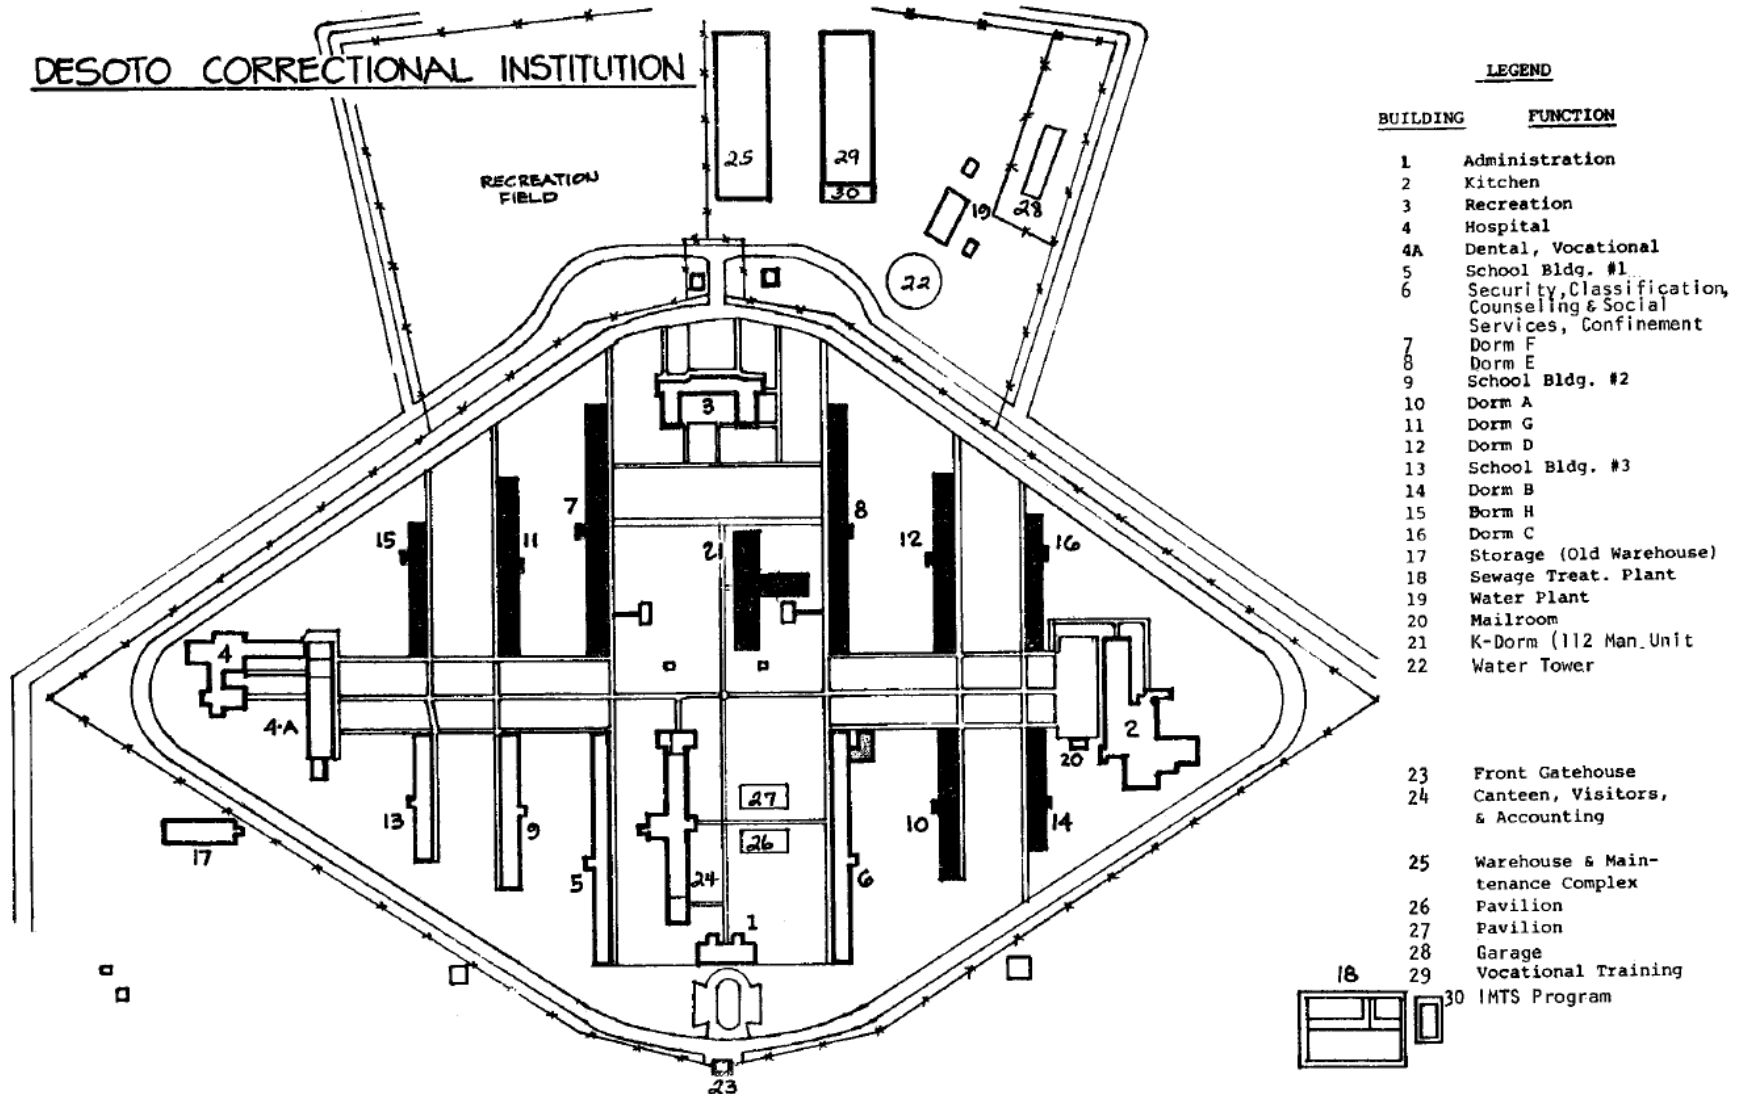 DESOTO CORRECTIONAL INSTITUTION
RECREATION
FIELD
25
29
30
19
28
22
3
7
8
15
11
21
12
16
4
4·A
2
20
27
26
13
9
10
14
17
5
24
6
1
18
23
LEGEND
BUILDING FUNCTION
1 Administration
2 Kitchen
3 Recreation
4 Hospital
4A Dental, Vocational
5 School Bldg. #1
6 Security,Classification,
Counseling & Social
Services, Confinement
7 Dorm F
8 Dorm E
9 School Bldg. #2
10 Dorm A
11 Dorm G
12 Dorm D
13 School Bldg. #3
14 Dorm B
15 Dorm H
16 Dorm C
17 Storage (Old Warehouse)
18 Sewage Treat. Plant
19 Water Plant
20 Mailroom
21 K-Dorm (112 Man Unit
22 Water Tower
23 Front Gatehouse
24 Canteen, Visitors,
& Accounting
25 Warehouse & Main-
tenance Complex
26 Pavilion
27 Pavilion
28 Garage
29 Vocational Training
30 IMTS Program